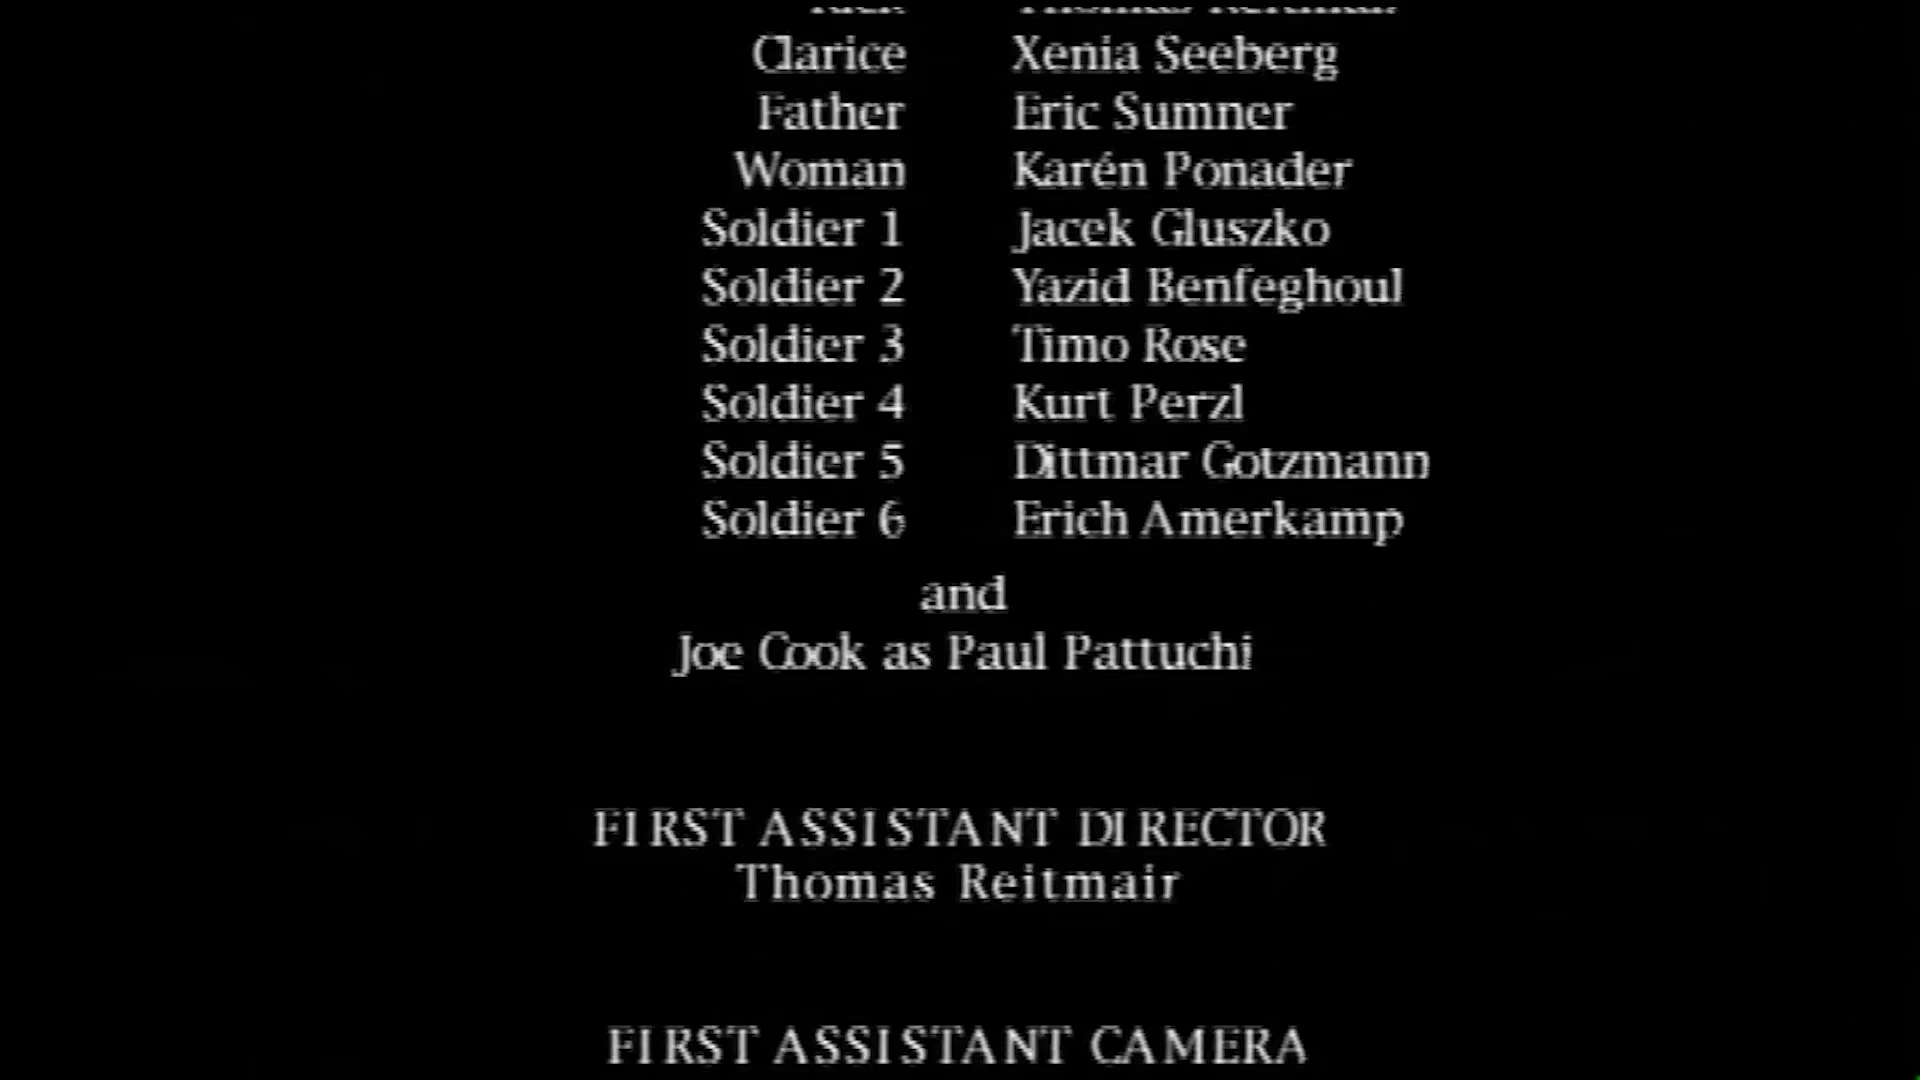 Clarice Xenia Seeberg
Father Eric Sumner
Woman Karén Ponader
Soldier 1 Jacek Gluszko
Soldier 2 Yazid Benfeghoul
Soldier 3 Timo Rose
Soldier 4 Kurt Perzl
Soldier 5 Dittmar Gotzmann
Soldier 6 Erich Amerkamp
and
Joe Cook as Paul Pattuchi
FIRST ASSISTANT DIRECTOR
Thomas Reitmair
FIRST ASSISTANT CAMERA